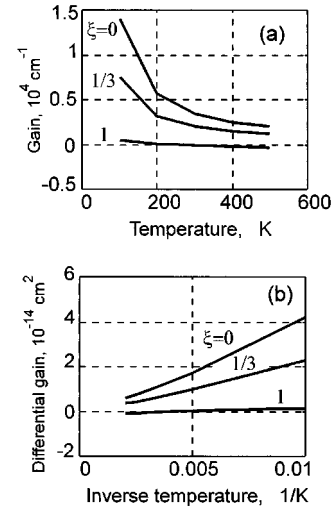 1.5
(a)
ξ=0
1
1/3
0.5
1
0
-0.5
0 200 400 600
Gain, 10⁴ cm⁻¹
Temperature, K
6
(b)
4
ξ=0
2
1/3
1
0
-2
0.005 0.01
Differential gain, 10⁻¹⁴ cm²
Inverse temperature, 1/K